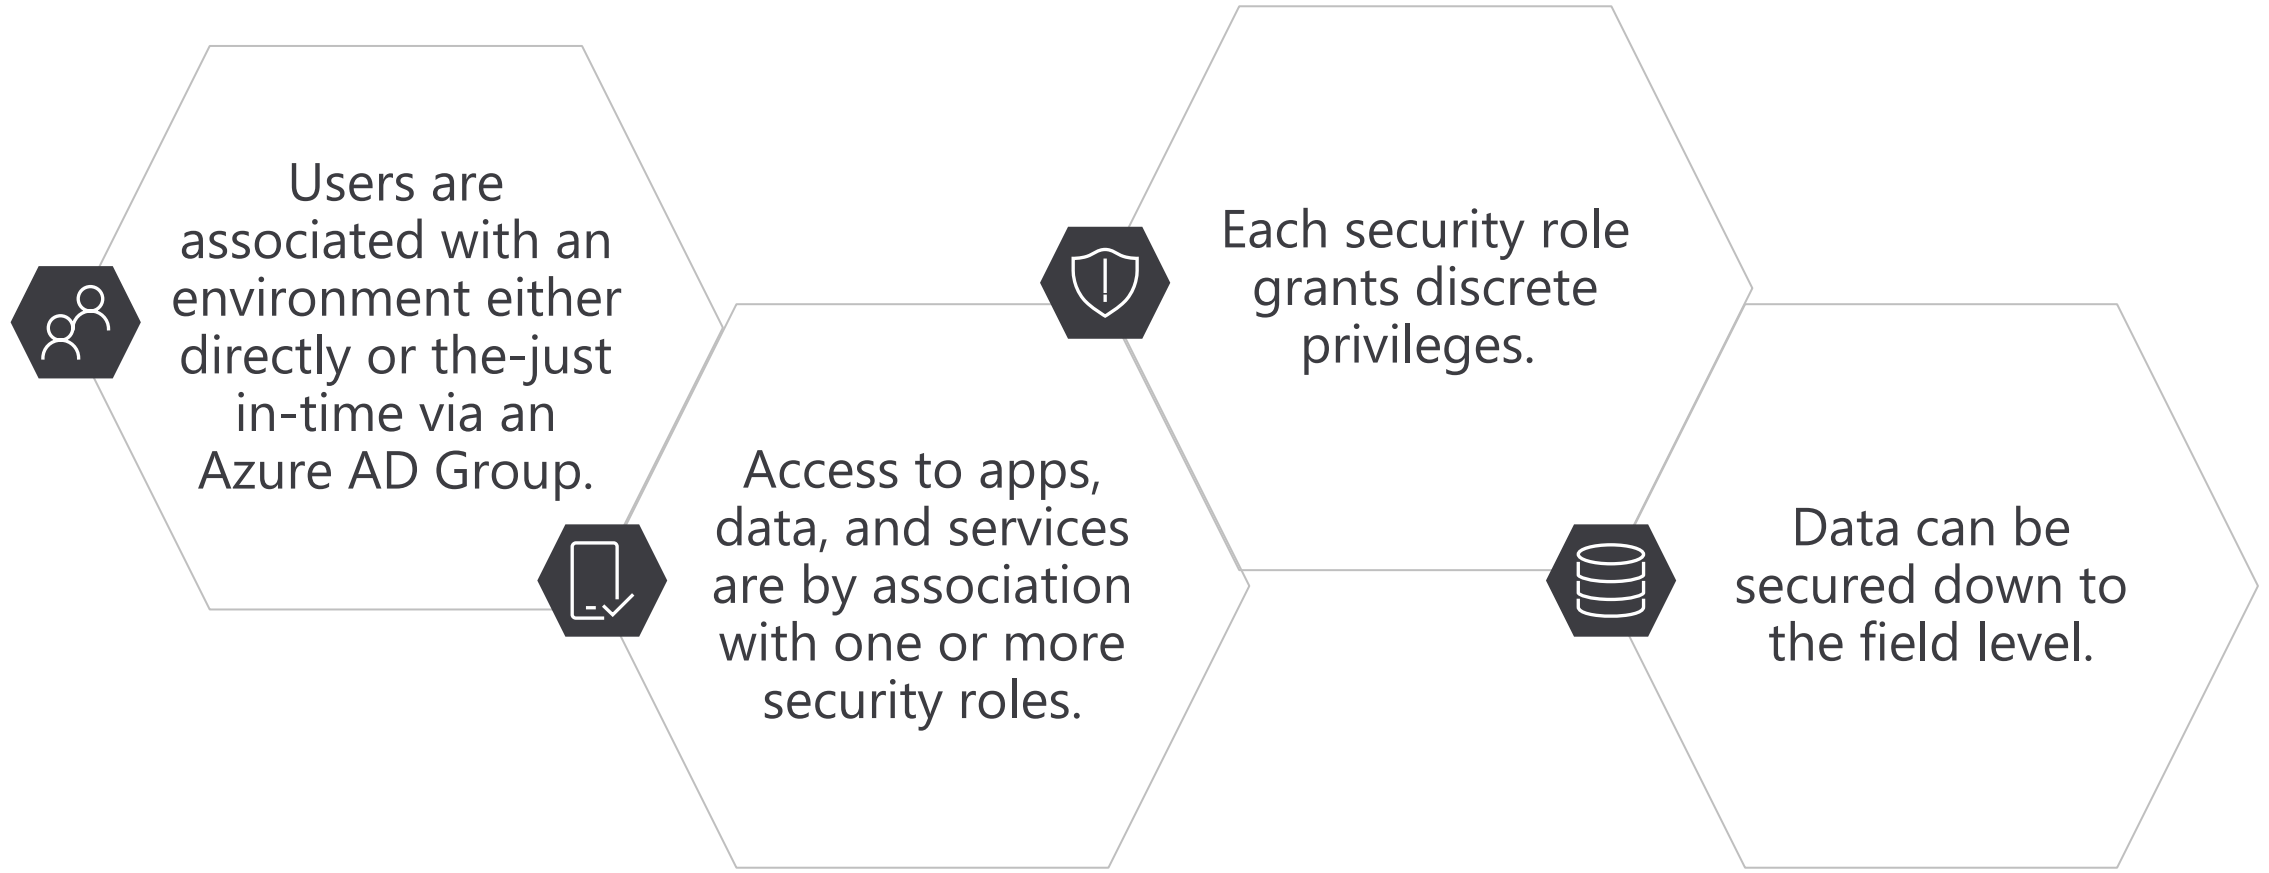 Users are
associated with an
environment either
directly or the-just
in-time via an
Azure AD Group.
Access to apps,
data, and services
are by association
with one or more
security roles.
Each security role
grants discrete
privileges.
Data can be
secured down to
the field level.